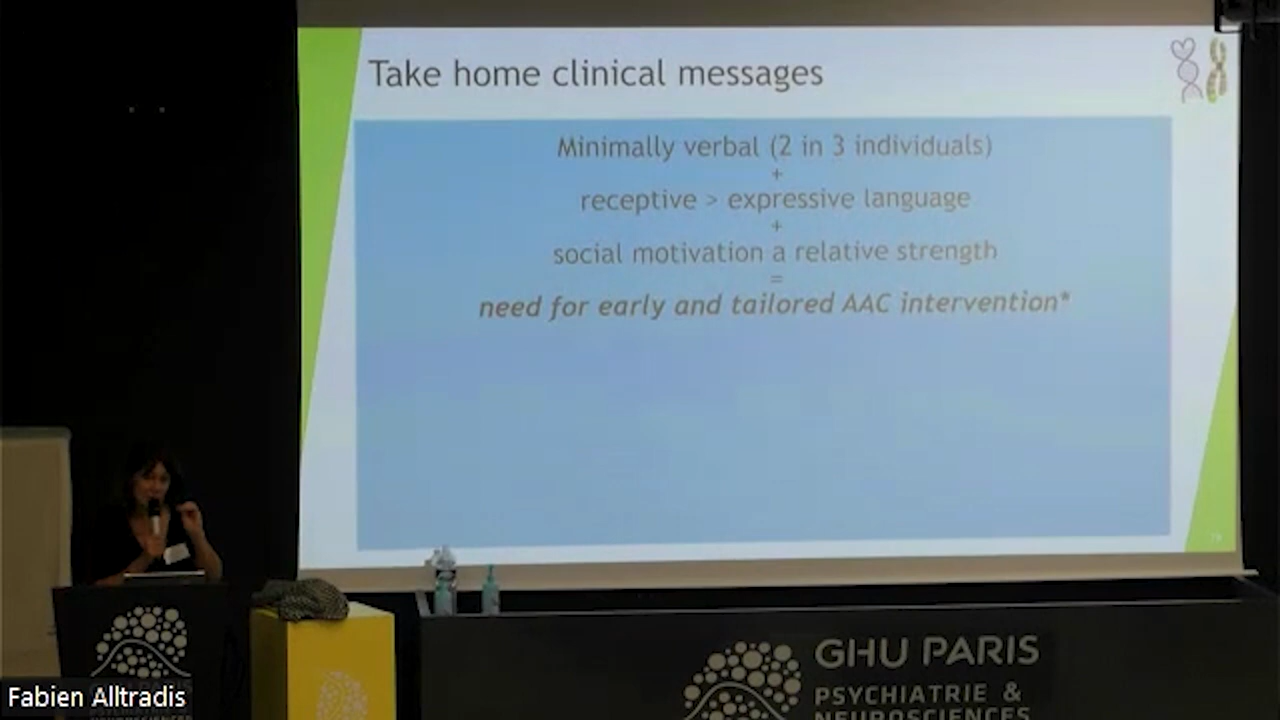 Take home clinical messages
Minimally verbal (2 in 3 individuals)
+
receptive > expressive language
+
social motivation a relative strength
=
need for early and tailored AAC intervention*
GHU PARIS
PSYCHIATRIE &
NEUROSCIENCES
Fabien Alltradis